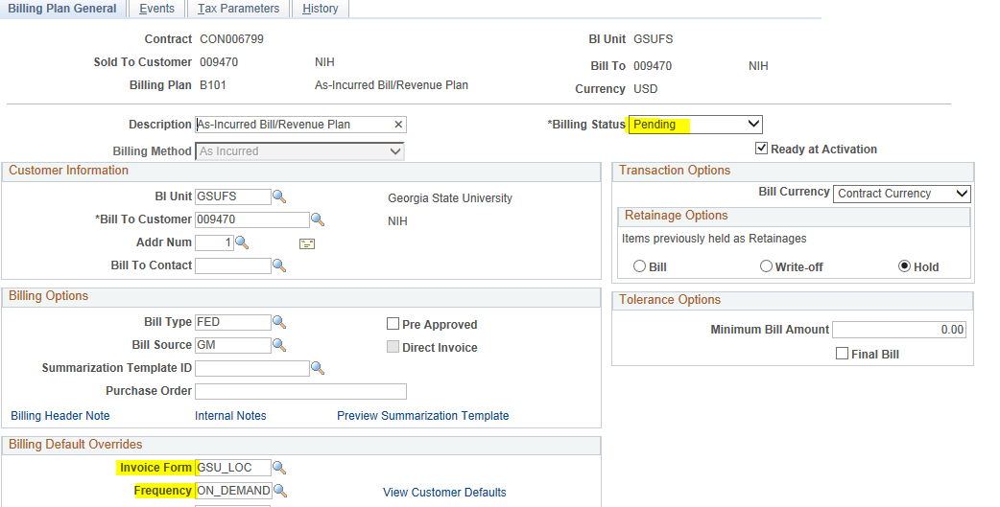 Billing Plan General Events Tax Parameters History
Contract CON006799 BI Unit GSUFS
Sold To Customer 009470 NIH Bill To 009470 NIH
Billing Plan B101 As-Incurred Bill/Revenue Plan Currency USD
Description As-Incurred Bill/Revenue Plan × *Billing Status Pending
Billing Method As Incurred Ready at Activation
Customer Information
BI Unit GSUFS Georgia State University
*Bill To Customer 009470 NIH
Addr Num 1
Bill To Contact
Transaction Options
Bill Currency Contract Currency
Retainage Options
Items previously held as Retainages
Bill Write-off Hold
Billing Options
Bill Type FED Pre Approved
Bill Source GM Direct Invoice
Summarization Template ID
Purchase Order
Billing Header Note Internal Notes Preview Summarization Template
Tolerance Options
Minimum Bill Amount 0.00
Final Bill
Billing Default Overrides
Invoice Form GSU_LOC
Frequency ON_DEMAND View Customer Defaults